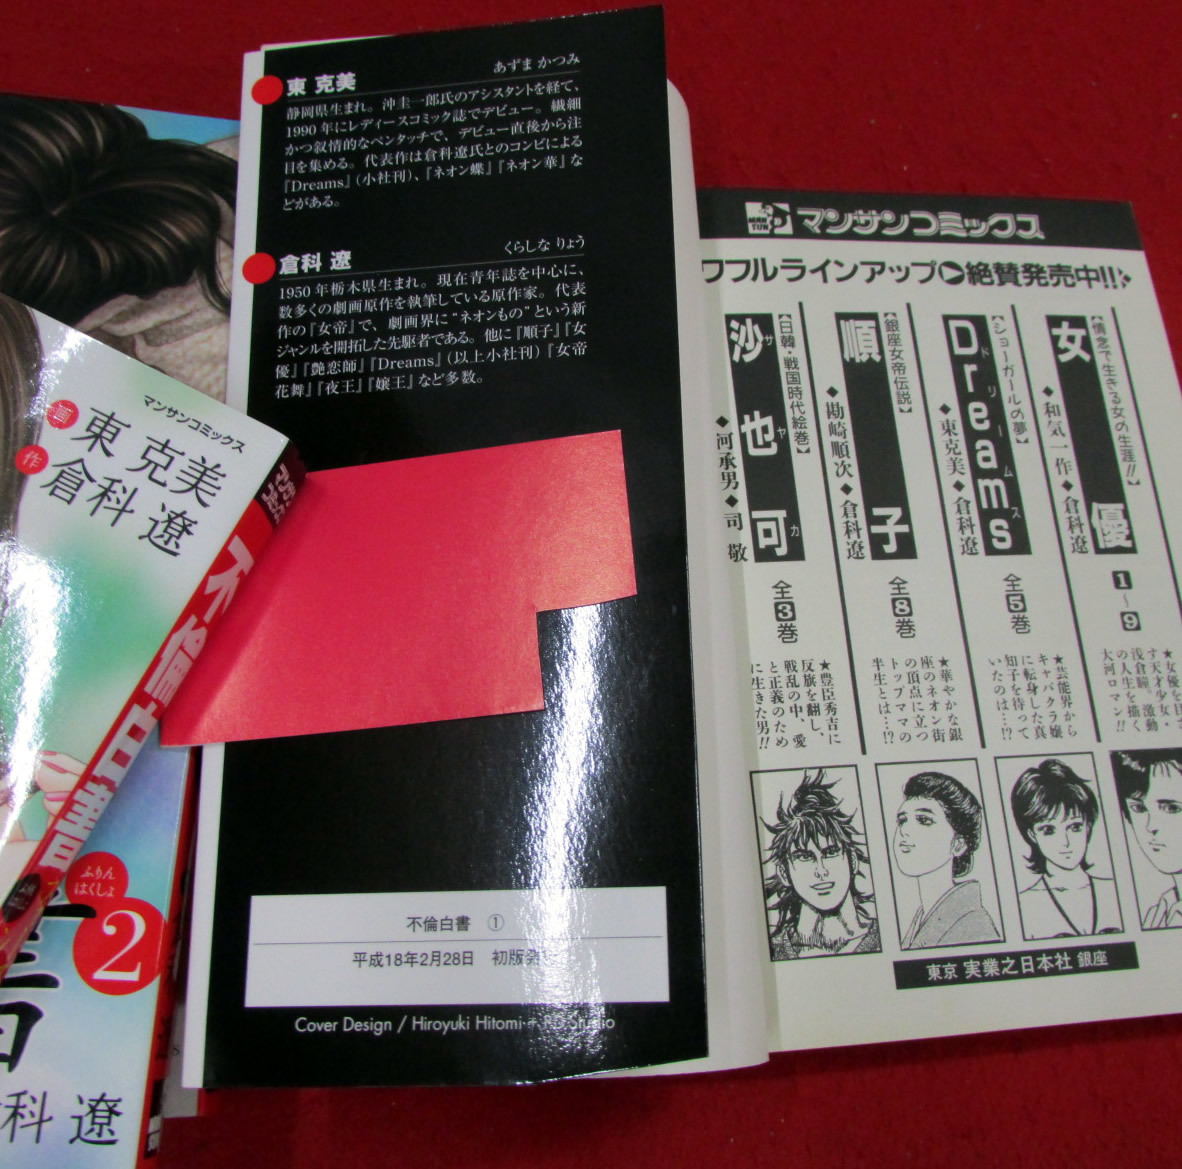 東 克美
あずま かつみ
静岡県生まれ。沖圭一郎氏のアシスタントを経て、
1990年にレディースコミック誌でデビュー。繊細
かつ叙情的なペンタッチで、デビュー直後から注
目を集める。代表作は倉科遼氏とのコンビによる
『Dreams』(小社刊)、『ネオン蝶』『ネオン華』な
どがある。
倉科 遼
くらしな りょう
1950年栃木県生まれ。現在青年誌を中心に、
数多くの劇画原作を執筆している原作家。代表
作の『女帝』で、劇画界に“ネオンもの”という新
ジャンルを開拓した先駆者である。他に『順子』『女
優』『艶恋師』『Dreams』(以上小社刊)『女帝
花舞』『夜王』『嬢王』など多数。
不倫白書 ①
平成18年2月28日 初版発
Cover Design / Hiroyuki Hitomi
マンサンコミックス
画 東 克美
作 倉科 遼
不倫白書
ふりん
はくしょ
2
科 遼
MAN
SUN
マンサンコミックス
ワフルラインアップ▶絶賛発売中!!
【情念で生きる女の生涯!!】
女優
◆和気一作◆倉科遼
1~9
大河ロマン!!
【ショーガールの夢】
Dreams
ドリームス
◆東克美◆倉科遼
全5巻
★芸能界から
キャバクラ嬢
に転身した真
知子を待って
いたのは…!?
【銀座女帝伝説】
順子
◆勘崎順次◆倉科遼
全8巻
★華やかな銀
座のネオン街
の頂点に立つ
トップママの
半生とは…!?
【日韓・戦国時代絵巻】
沙也可
サヤカ
◆河承男◆司 敬
全3巻
★豊臣秀吉に
反旗を翻し、
戦乱の中、愛
と正義のため
に生きた男!!
東京 実業之日本社 銀座